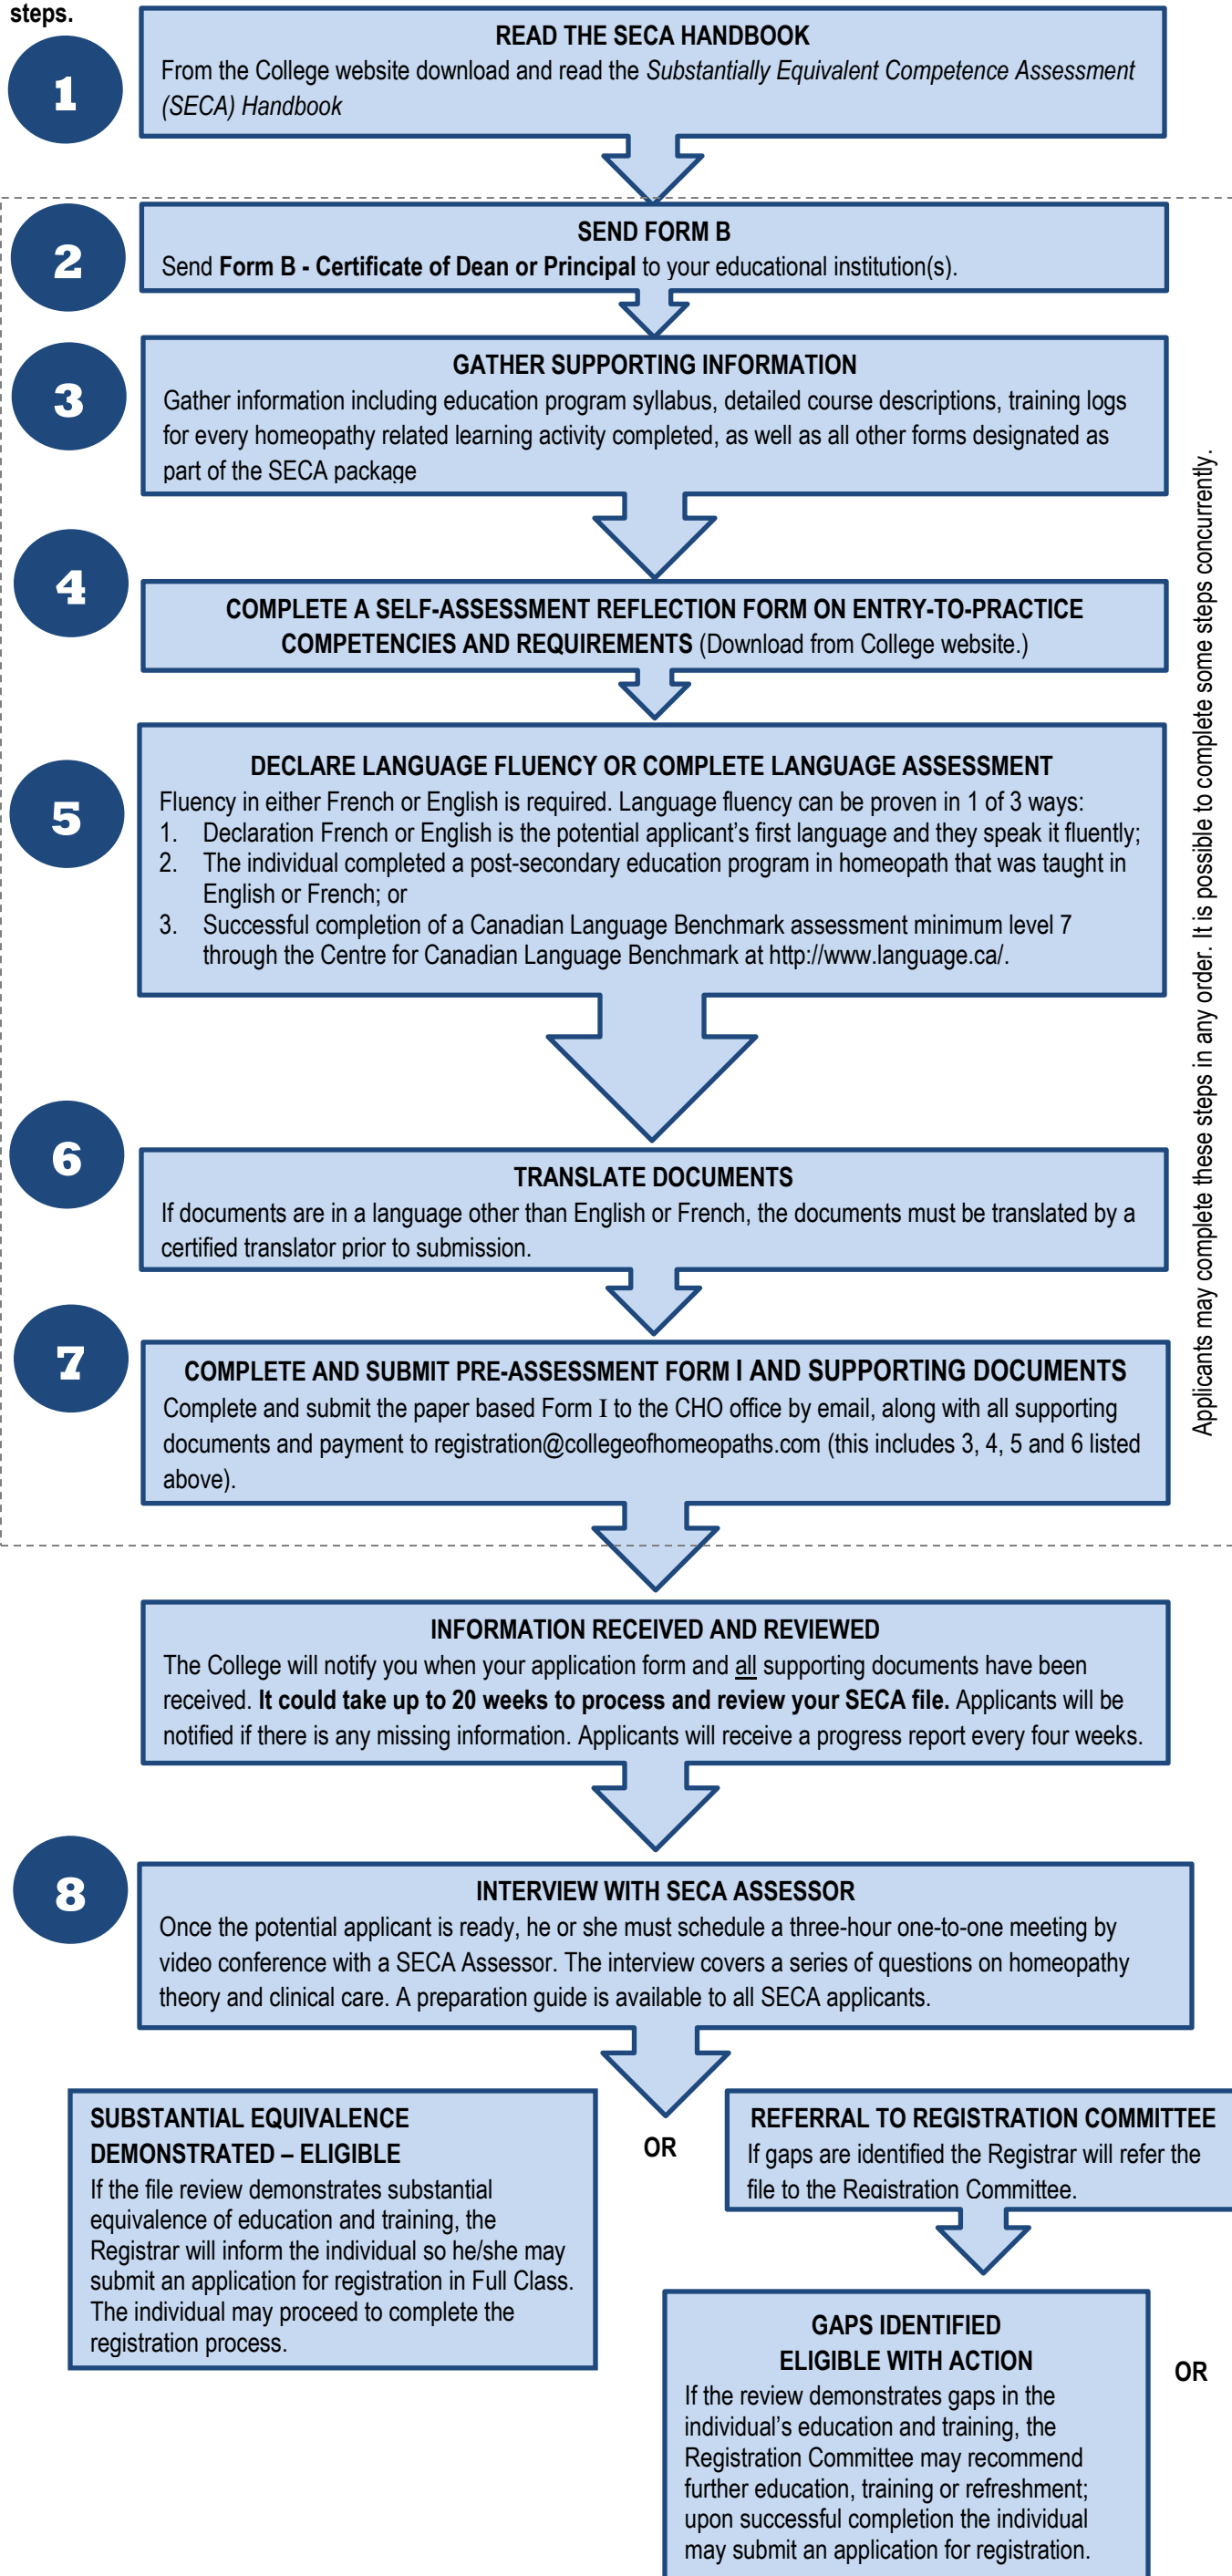 steps.
1
READ THE SECA HANDBOOK
From the College website download and read the Substantially Equivalent Competence Assessment
(SECA) Handbook
2
SEND FORM B
Send Form B - Certificate of Dean or Principal to your educational institution(s).
3
GATHER SUPPORTING INFORMATION
Gather information including education program syllabus, detailed course descriptions, training logs
for every homeopathy related learning activity completed, as well as all other forms designated as
part of the SECA package
4
COMPLETE A SELF-ASSESSMENT REFLECTION FORM ON ENTRY-TO-PRACTICE
COMPETENCIES AND REQUIREMENTS (Download from College website.)
5
DECLARE LANGUAGE FLUENCY OR COMPLETE LANGUAGE ASSESSMENT
Fluency in either French or English is required. Language fluency can be proven in 1 of 3 ways:
1. Declaration French or English is the potential applicant's first language and they speak it fluently;
2. The individual completed a post-secondary education program in homeopath that was taught in
English or French; or
3. Successful completion of a Canadian Language Benchmark assessment minimum level 7
through the Centre for Canadian Language Benchmark at http://www.language.ca/.
6
TRANSLATE DOCUMENTS
If documents are in a language other than English or French, the documents must be translated by a
certified translator prior to submission.
7
COMPLETE AND SUBMIT PRE-ASSESSMENT FORM I AND SUPPORTING DOCUMENTS
Complete and submit the paper based Form I to the CHO office by email, along with all supporting
documents and payment to registration@collegeofhomeopaths.com (this includes 3, 4, 5 and 6 listed
above).
Applicants may complete these steps in any order. It is possible to complete some steps concurrently.
INFORMATION RECEIVED AND REVIEWED
The College will notify you when your application form and all supporting documents have been
received. It could take up to 20 weeks to process and review your SECA file. Applicants will be
notified if there is any missing information. Applicants will receive a progress report every four weeks.
8
INTERVIEW WITH SECA ASSESSOR
Once the potential applicant is ready, he or she must schedule a three-hour one-to-one meeting by
video conference with a SECA Assessor. The interview covers a series of questions on homeopathy
theory and clinical care. A preparation guide is available to all SECA applicants.
SUBSTANTIAL EQUIVALENCE
DEMONSTRATED – ELIGIBLE
If the file review demonstrates substantial
equivalence of education and training, the
Registrar will inform the individual so he/she may
submit an application for registration in Full Class.
The individual may proceed to complete the
registration process.
OR
REFERRAL TO REGISTRATION COMMITTEE
If gaps are identified the Registrar will refer the
file to the Registration Committee.
GAPS IDENTIFIED
ELIGIBLE WITH ACTION
If the review demonstrates gaps in the
individual's education and training, the
Registration Committee may recommend
further education, training or refreshment;
upon successful completion the individual
may submit an application for registration.
OR